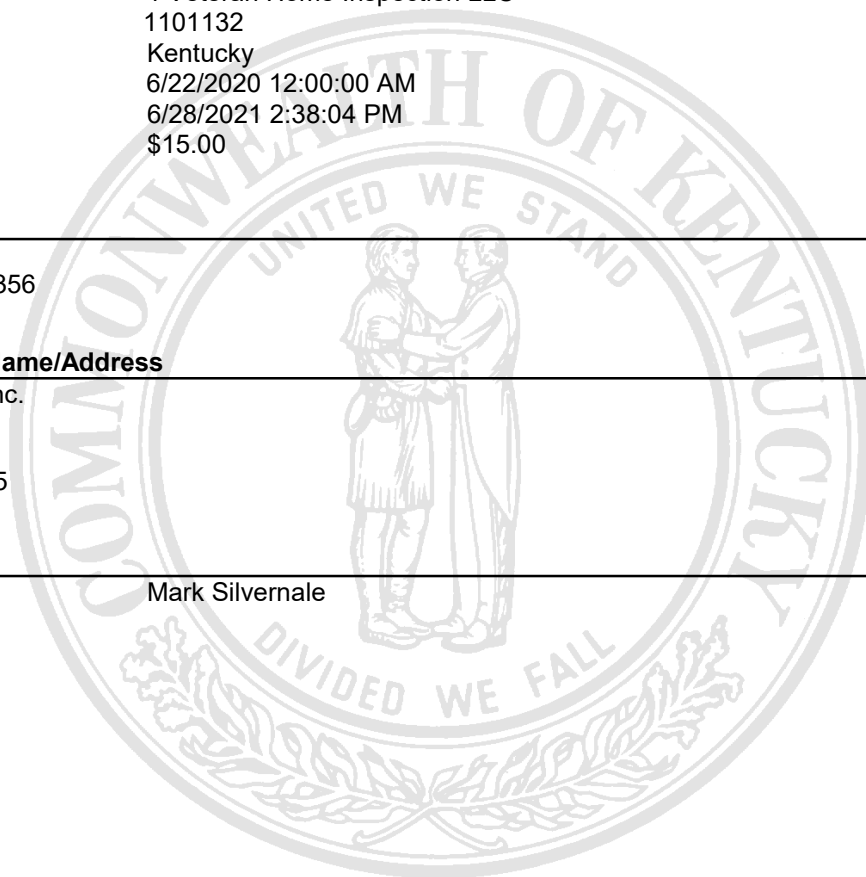 1101132
Kentucky
6/22/2020 12:00:00 AM
6/28/2021 2:38:04 PM
$15.00
356
ame/Address
nc.
5
Mark Silvernale
COMMONWEALTH OF KENTUCKY
UNITED WE STAND
DIVIDED WE FALL